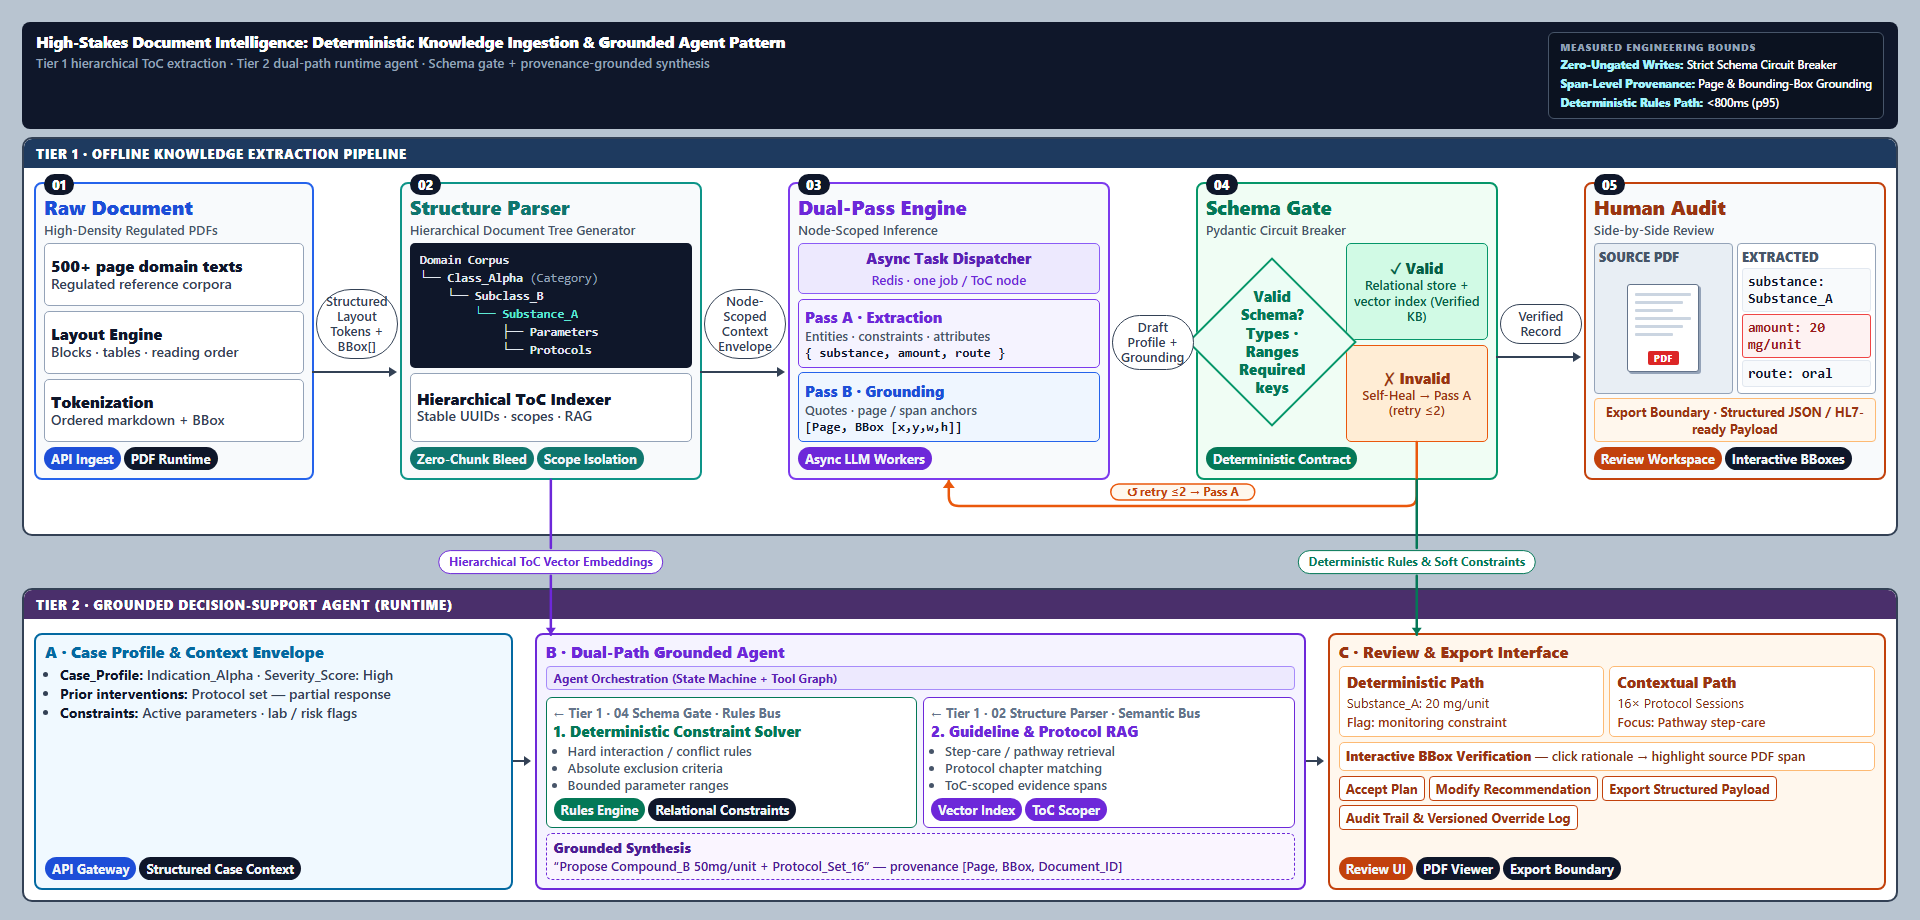 High-Stakes Document Intelligence: Deterministic Knowledge Ingestion & Grounded Agent Pattern
Tier 1 hierarchical ToC extraction · Tier 2 dual-path runtime agent · Schema gate + provenance-grounded synthesis
MEASURED ENGINEERING BOUNDS
Zero-Ungated Writes: Strict Schema Circuit Breaker
Span-Level Provenance: Page & Bounding-Box Grounding
Deterministic Rules Path: <800ms (p95)
TIER 1 · OFFLINE KNOWLEDGE EXTRACTION PIPELINE
01
Raw Document
High-Density Regulated PDFs
500+ page domain texts
Regulated reference corpora
Layout Engine
Blocks · tables · reading order
Tokenization
Ordered markdown + BBox
API Ingest
PDF Runtime
Structured
Layout
Tokens +
BBox[]
02
Structure Parser
Hierarchical Document Tree Generator
Domain Corpus
└── Class_Alpha (Category)
└── Subclass_B
└── Substance_A
├── Parameters
└── Protocols
Hierarchical ToC Indexer
Stable UUIDs · scopes · RAG
Zero-Chunk Bleed
Scope Isolation
Node-
Scoped
Context
Envelope
03
Dual-Pass Engine
Node-Scoped Inference
Async Task Dispatcher
Redis · one job / ToC node
Pass A · Extraction
Entities · constraints · attributes
{ substance, amount, route }
Pass B · Grounding
Quotes · page / span anchors
[Page, BBox [x,y,w,h]]
Async LLM Workers
Draft
Profile +
Grounding
04
Schema Gate
Pydantic Circuit Breaker
Valid
Schema?
Types ·
Ranges
Required
keys
✓ Valid
Relational store +
vector index (Verified
KB)
✗ Invalid
Self-Heal → Pass A
(retry ≤2)
Deterministic Contract
Verified
Record
05
Human Audit
Side-by-Side Review
SOURCE PDF
PDF
EXTRACTED
substance:
Substance_A
amount: 20
mg/unit
route: oral
Export Boundary · Structured JSON / HL7-
ready Payload
Review Workspace
Interactive BBoxes
↺ retry ≤2 → Pass A
Hierarchical ToC Vector Embeddings
Deterministic Rules & Soft Constraints
TIER 2 · GROUNDED DECISION-SUPPORT AGENT (RUNTIME)
A · Case Profile & Context Envelope
• Case_Profile: Indication_Alpha · Severity_Score: High
• Prior interventions: Protocol set — partial response
• Constraints: Active parameters · lab / risk flags
API Gateway
Structured Case Context
B · Dual-Path Grounded Agent
Agent Orchestration (State Machine + Tool Graph)
← Tier 1 · 04 Schema Gate · Rules Bus
1. Deterministic Constraint Solver
• Hard interaction / conflict rules
• Absolute exclusion criteria
• Bounded parameter ranges
Rules Engine
Relational Constraints
← Tier 1 · 02 Structure Parser · Semantic Bus
2. Guideline & Protocol RAG
• Step-care / pathway retrieval
• Protocol chapter matching
• ToC-scoped evidence spans
Vector Index
ToC Scoper
Grounded Synthesis
“Propose Compound_B 50mg/unit + Protocol_Set_16” — provenance [Page, BBox, Document_ID]
C · Review & Export Interface
Deterministic Path
Substance_A: 20 mg/unit
Flag: monitoring constraint
Contextual Path
16× Protocol Sessions
Focus: Pathway step-care
Interactive BBox Verification — click rationale → highlight source PDF span
Accept Plan
Modify Recommendation
Export Structured Payload
Audit Trail & Versioned Override Log
Review UI
PDF Viewer
Export Boundary